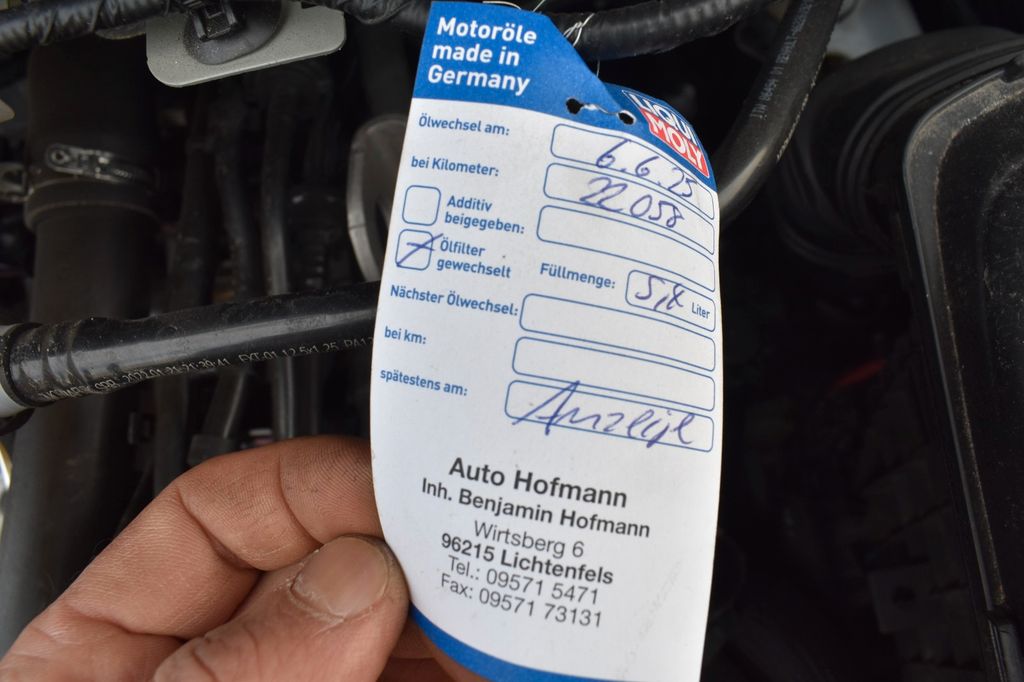 Motoröle
made in
Germany
LIQUI
MOLY
Ölwechsel am: 6.6.25
bei Kilometer: 22 058
Additiv
beigegeben:
Ölfilter
gewechselt
Füllmenge: 5,8 Liter
Nächster Ölwechsel:
bei km:
spätestens am: Anzeige
Auto Hofmann
Inh. Benjamin Hofmann
Wirtsberg 6
96215 Lichtenfels
Tel.: 09571 5471
Fax: 09571 73131